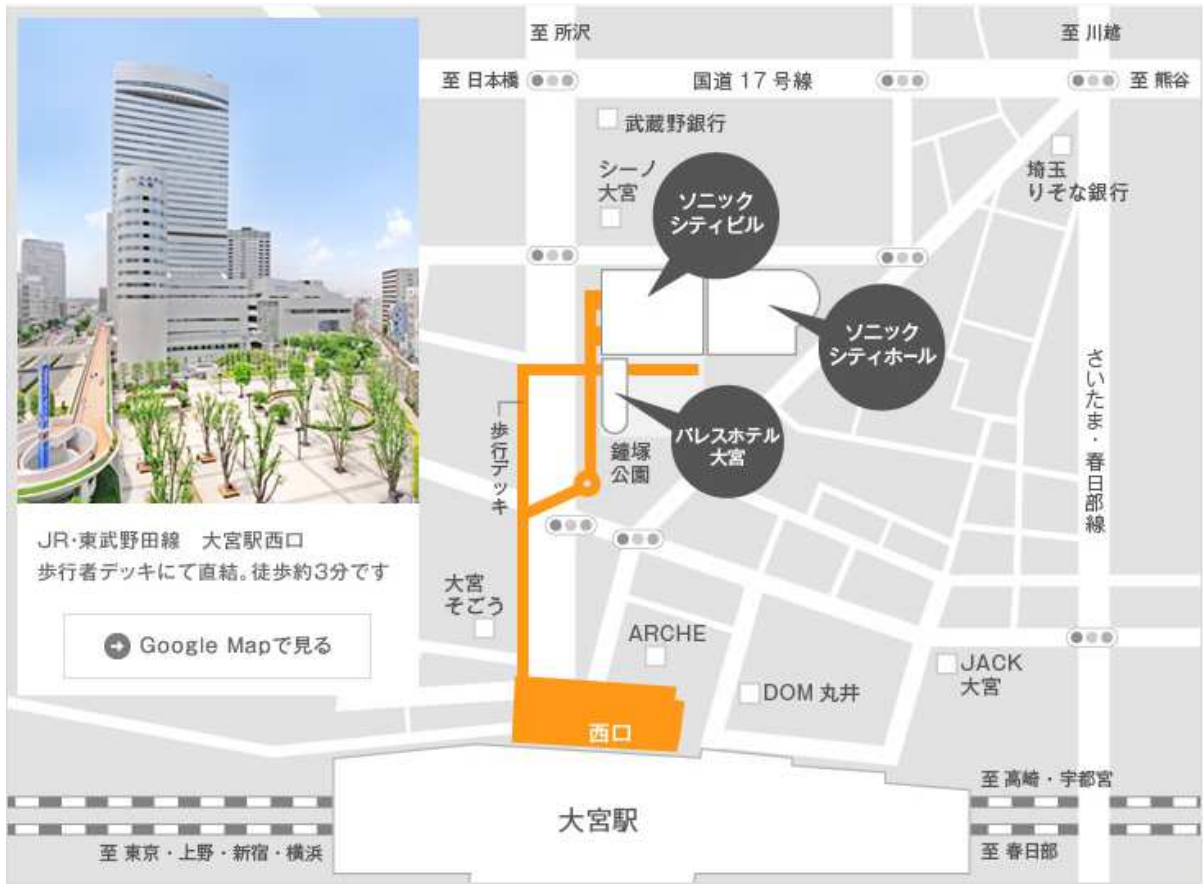 至 所沢
至 川越
至 日本橋
国道 17 号線
至 熊谷
武蔵野銀行
シーノ
大宮
ソニック
シティビル
埼玉
りそな銀行
ソニック
シティホール
さいたま・春日部線
パレスホテル
大宮
歩行デッキ
鐘塚
公園
JR・東武野田線 大宮駅西口
歩行者デッキにて直結。徒歩約3分です
Google Mapで見る
大宮
そごう
ARCHE
DOM 丸井
JACK
大宮
西口
大宮駅
至 高崎・宇都宮
至 東京・上野・新宿・横浜
至 春日部